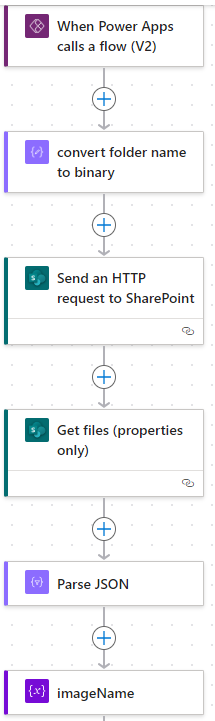 When Power Apps
calls a flow (V2)
convert folder name
to binary
Send an HTTP
request to SharePoint
Get files (properties
only)
Parse JSON
{x} imageName